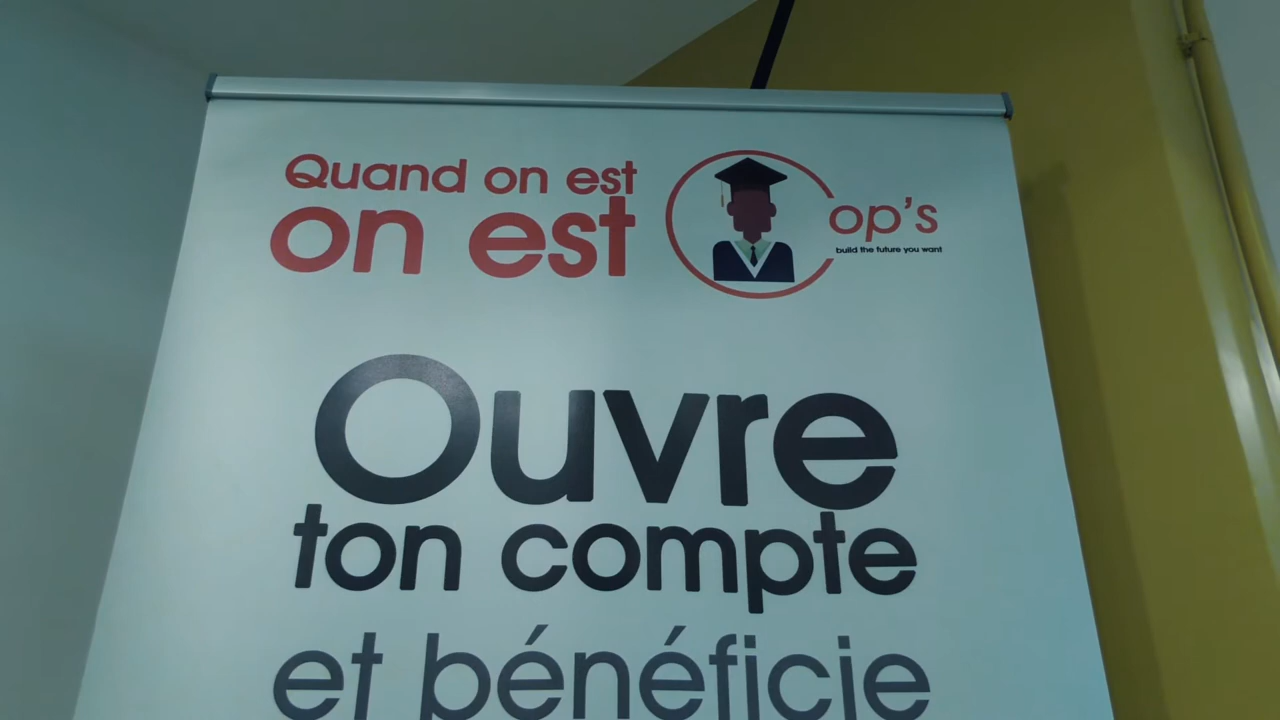 Quand on est
on est
op's
build the future you want
Ouvre
ton compte
et bénéficie